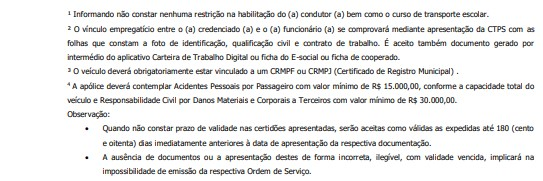 ¹ Informando não constar nenhuma restrição na habilitação do (a) condutor (a) bem como o curso de transporte escolar.
² O vínculo empregatício entre o (a) credenciado (a) e o (a) funcionário (a) se comprovará mediante apresentação da CTPS com as
folhas que constam a foto de identificação, qualificação civil e contrato de trabalho. É aceito também documento gerado por
intermédio do aplicativo Carteira de Trabalho Digital ou ficha do E-social ou ficha de cooperado.
³ O veículo deverá obrigatoriamente estar vinculado a um CRMPF ou CRMPJ (Certificado de Registro Municipal) .
⁴ A apólice deverá contemplar Acidentes Pessoais por Passageiro com valor mínimo de R$ 15.000,00, conforme a capacidade total do
veículo e Responsabilidade Civil por Danos Materiais e Corporais a Terceiros com valor mínimo de R$ 30.000,00.
Observação:
• Quando não constar prazo de validade nas certidões apresentadas, serão aceitas como válidas as expedidas até 180 (cento
e oitenta) dias imediatamente anteriores à data de apresentação da respectiva documentação.
• A ausência de documentos ou a apresentação destes de forma incorreta, ilegível, com validade vencida, implicará na
impossibilidade de emissão da respectiva Ordem de Serviço.